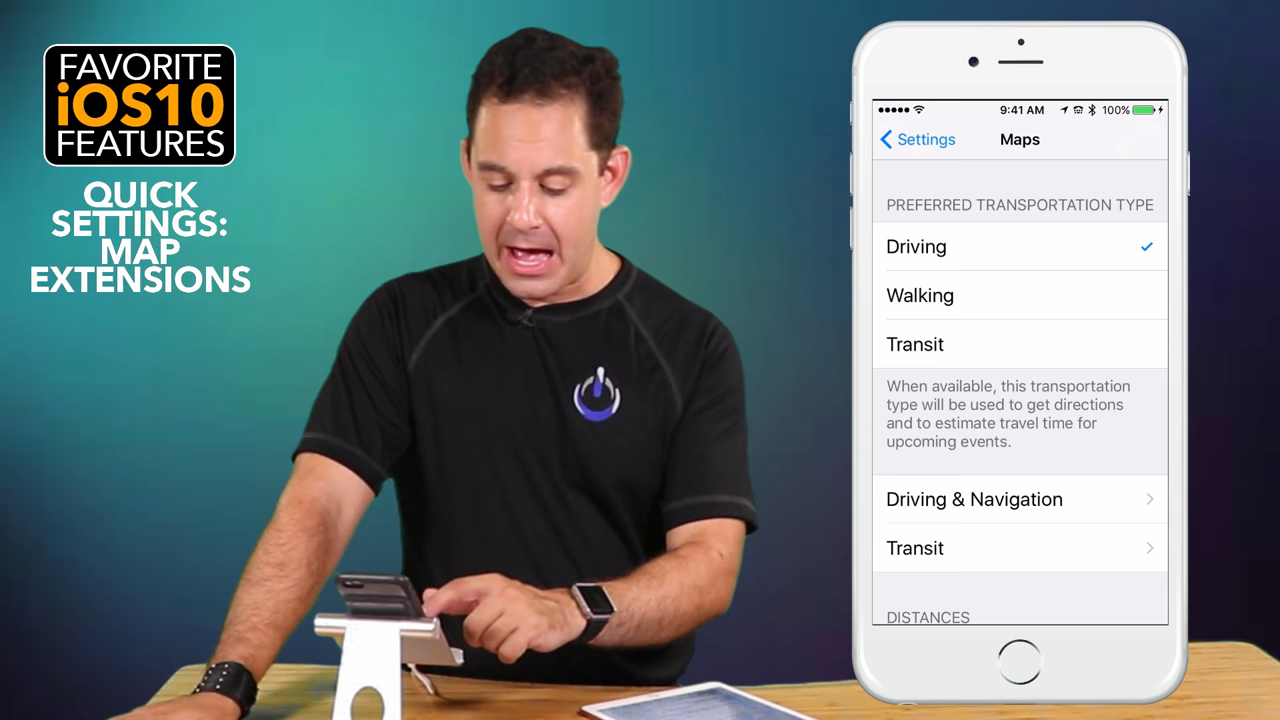 FAVORITE
iOS10
FEATURES
QUICK
SETTINGS:
MAP
EXTENSIONS
9:41 AM
100%
Settings
Maps
PREFERRED TRANSPORTATION TYPE
Driving
Walking
Transit
When available, this transportation
type will be used to get directions
and to estimate travel time for
upcoming events.
Driving & Navigation
Transit
DISTANCES